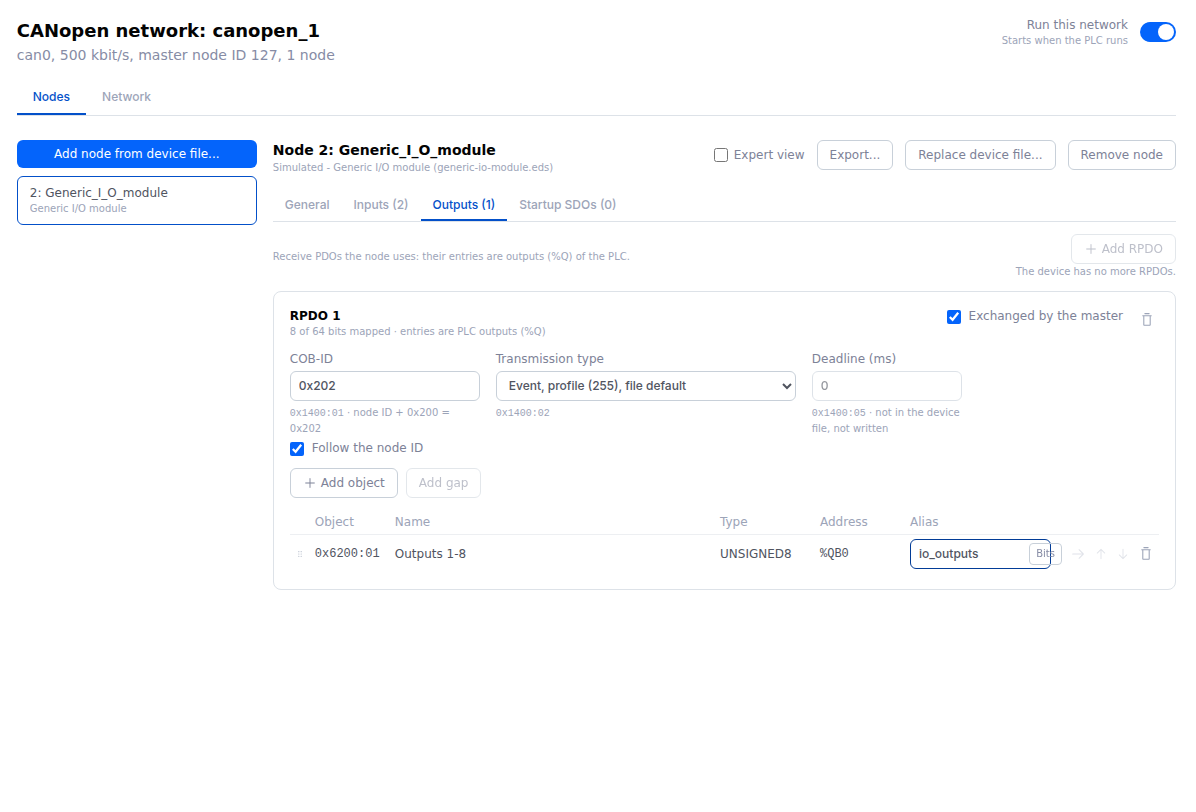 CANopen network: canopen_1
can0, 500 kbit/s, master node ID 127, 1 node
Run this network
Starts when the PLC runs
Nodes
Network
Add node from device file...
2: Generic_I_O_module
Generic I/O module
Node 2: Generic_I_O_module
Simulated - Generic I/O module (generic-io-module.eds)
Expert view
Export...
Replace device file...
Remove node
General
Inputs (2)
Outputs (1)
Startup SDOs (0)
Receive PDOs the node uses: their entries are outputs (%Q) of the PLC.
+ Add RPDO
The device has no more RPDOs.
RPDO 1
8 of 64 bits mapped · entries are PLC outputs (%Q)
Exchanged by the master
COB-ID
Transmission type
Deadline (ms)
0x202
Event, profile (255), file default
0
0x1400:01 · node ID + 0x200 =
0x202
0x1400:02
0x1400:05 · not in the device
file, not written
Follow the node ID
+ Add object
Add gap
Object
Name
Type
Address
Alias
0x6200:01
Outputs 1-8
UNSIGNED8
%QB0
io_outputs
Bits